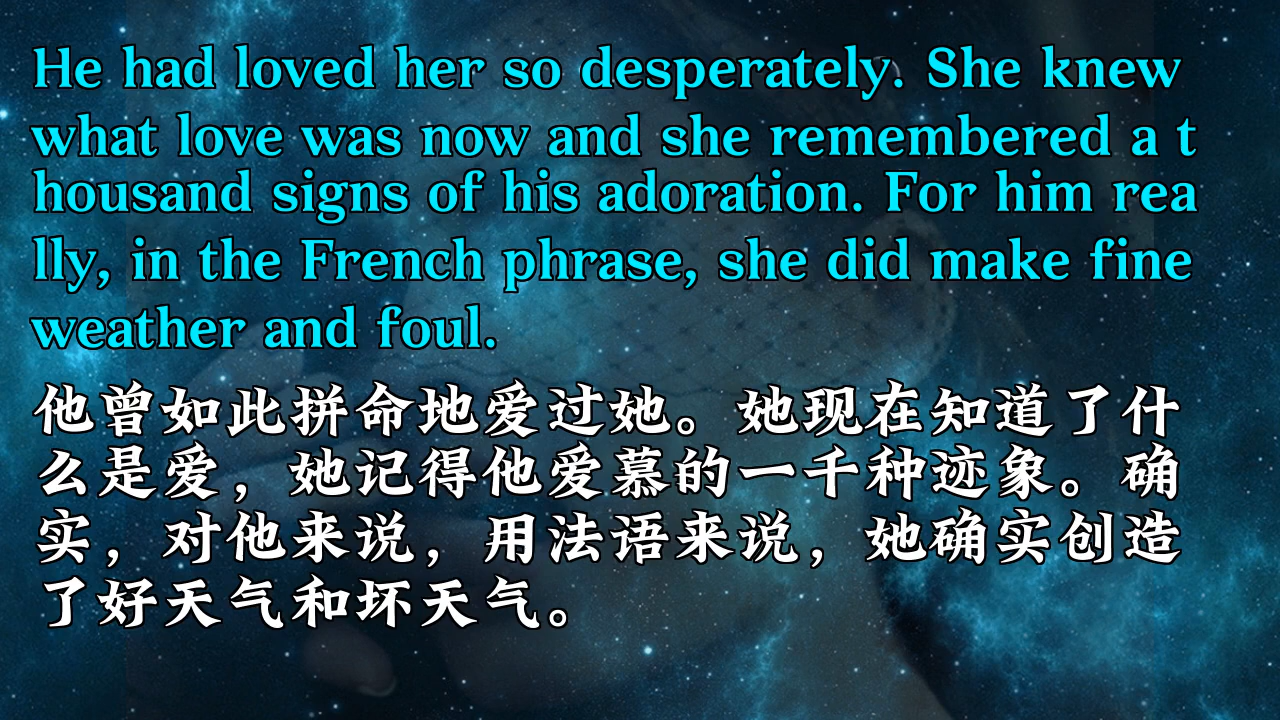 He had loved her so desperately. She knew
what love was now and she remembered a t
housand signs of his adoration. For him rea
lly, in the French phrase, she did make fine
weather and foul.
他曾如此拼命地爱过她。她现在知道了什
么是爱，她记得他爱慕的一千种迹象。确
实，对他来说，用法语来说，她确实创造
了好天气和坏天气。